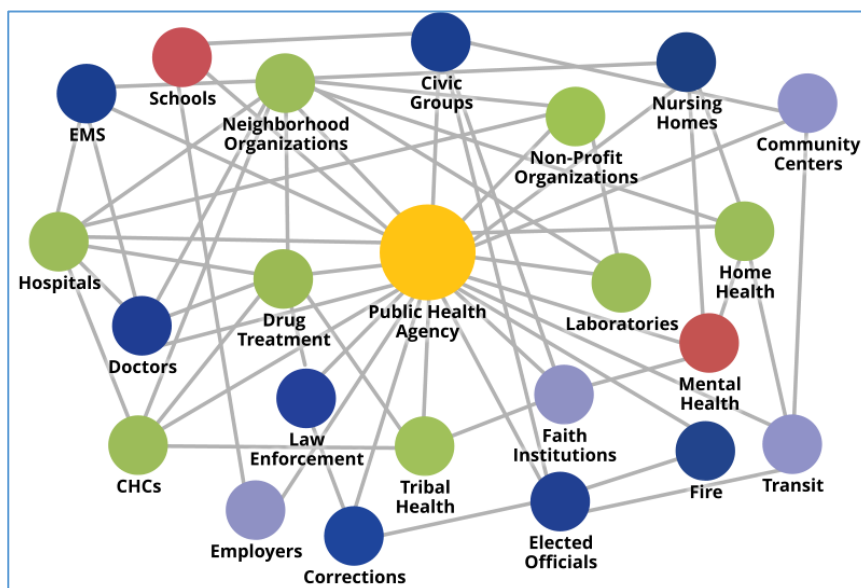 Schools
EMS
Neighborhood
Organizations
Civic
Groups
Non-Profit
Organizations
Nursing
Homes
Community
Centers
Hospitals
Doctors
Drug
Treatment
Public Health
Agency
Laboratories
Home
Health
Mental
Health
CHCs
Law
Enforcement
Tribal
Health
Faith
Institutions
Fire
Transit
Employers
Corrections
Elected
Officials